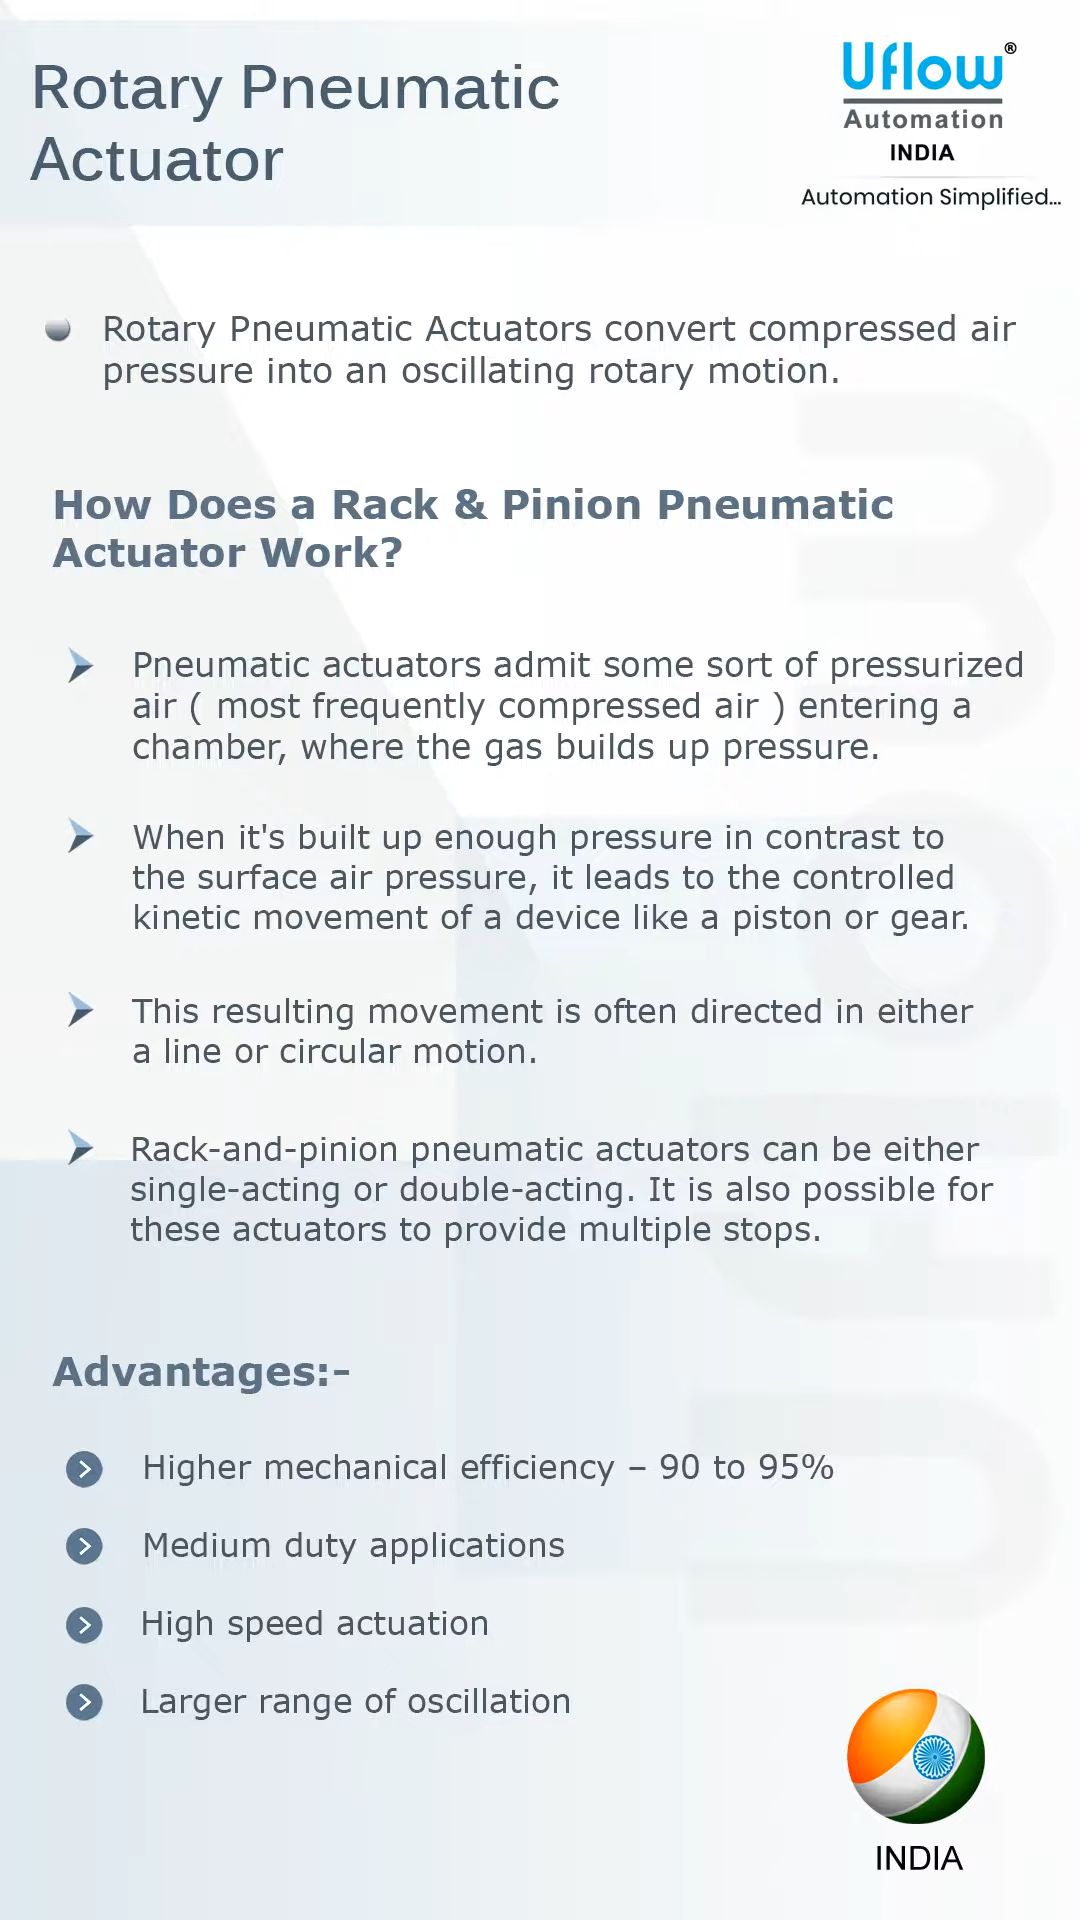 Rotary Pneumatic
Actuator
Uflow®
Automation
INDIA
Automation Simplified...
Rotary Pneumatic Actuators convert compressed air
pressure into an oscillating rotary motion.
How Does a Rack & Pinion Pneumatic
Actuator Work?
Pneumatic actuators admit some sort of pressurized
air ( most frequently compressed air ) entering a
chamber, where the gas builds up pressure.
When it's built up enough pressure in contrast to
the surface air pressure, it leads to the controlled
kinetic movement of a device like a piston or gear.
This resulting movement is often directed in either
a line or circular motion.
Rack-and-pinion pneumatic actuators can be either
single-acting or double-acting. It is also possible for
these actuators to provide multiple stops.
Advantages:-
Higher mechanical efficiency – 90 to 95%
Medium duty applications
High speed actuation
Larger range of oscillation
INDIA
Uflow